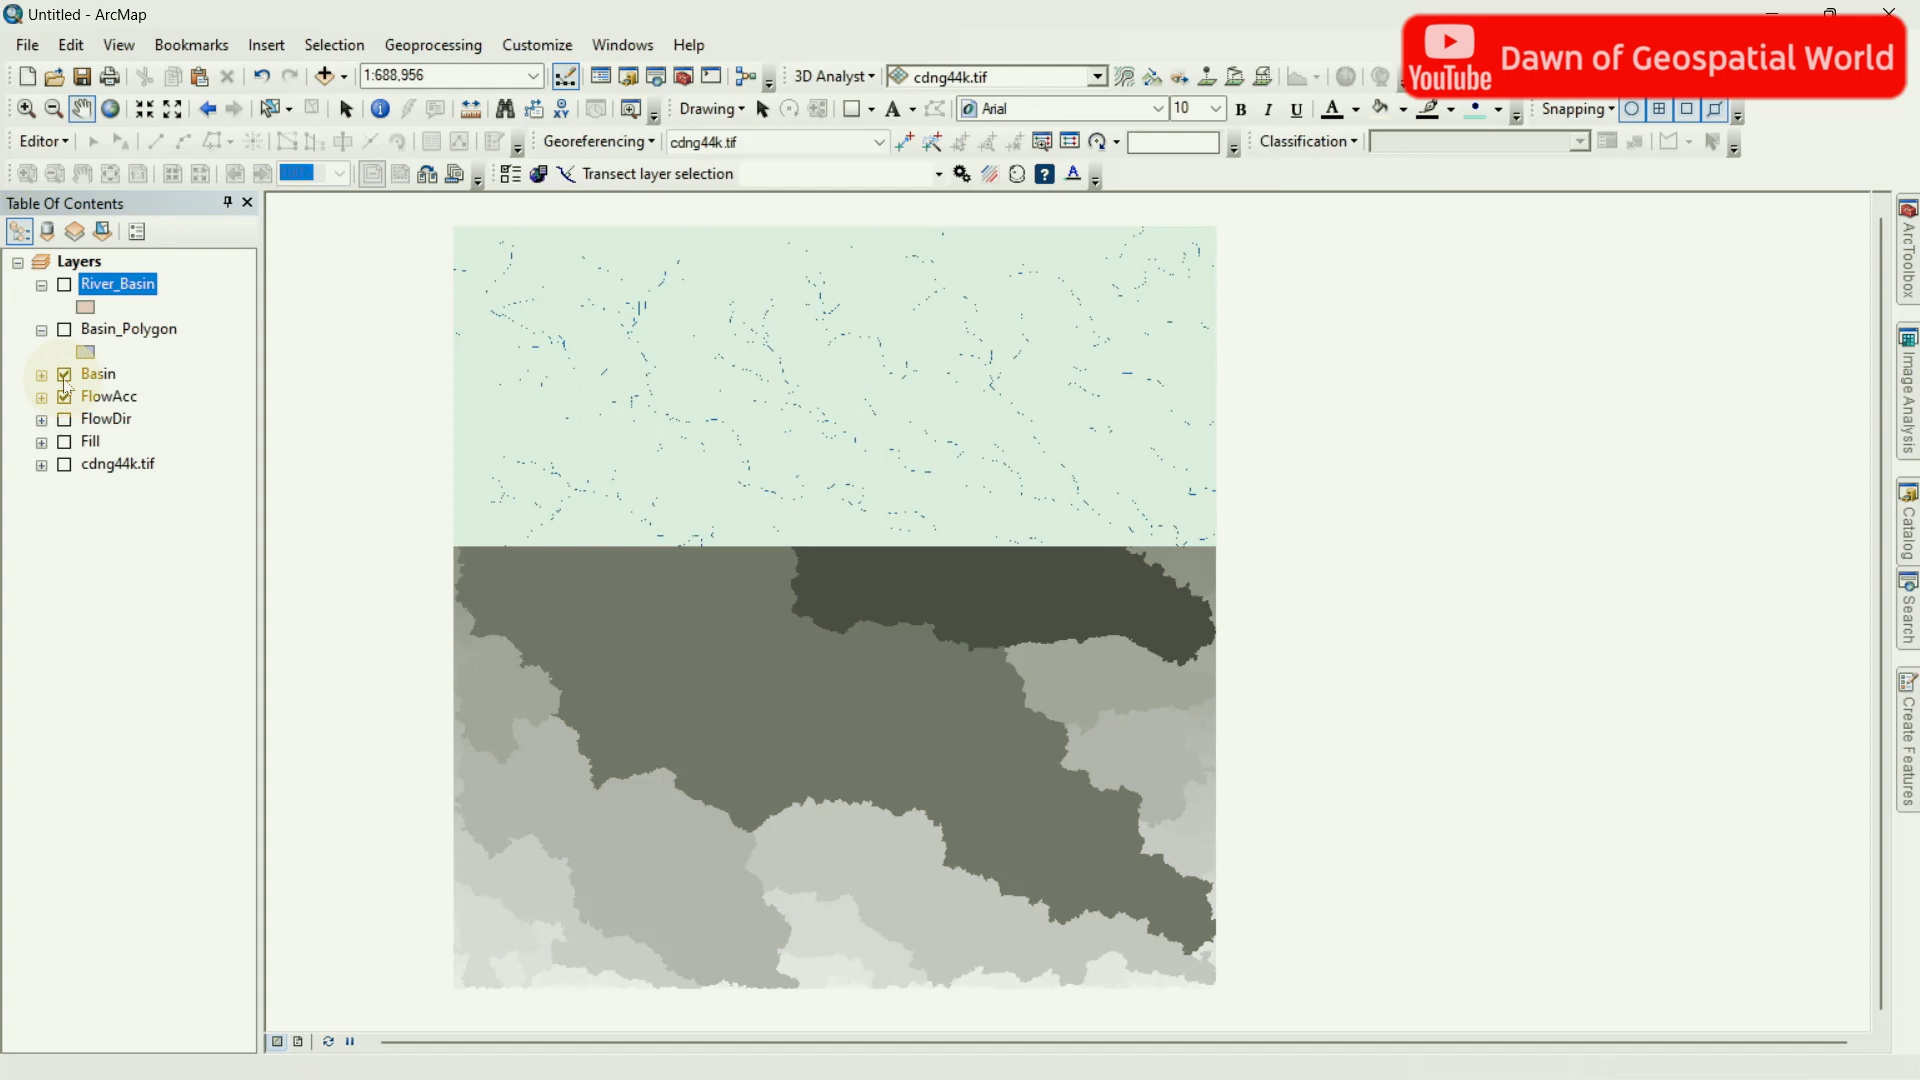 Untitled - ArcMap
File Edit View Bookmarks Insert Selection Geoprocessing Customize Windows Help
YouTube
Dawn of Geospatial World
1:688,956
3D Analyst
cdng44k.tif
Drawing
A
Arial
10
B I U A
Snapping
Editor
Georeferencing
cdng44k.tif
Classification
Transect layer selection
Table Of Contents
Layers
River_Basin
Basin_Polygon
Basin
FlowAcc
FlowDir
Fill
cdng44k.tif
ArcToolbox
Image Analysis
Catalog
Search
Create Features